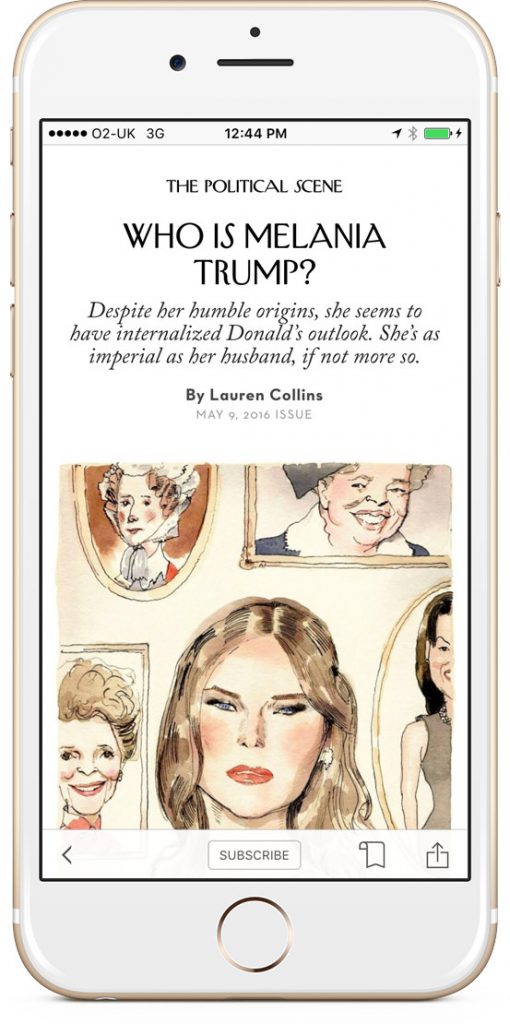 ●●●●● O2-UK 3G 12:44 PM
THE POLITICAL SCENE
WHO IS MELANIA
TRUMP?
Despite her humble origins, she seems to
have internalized Donald’s outlook. She’s as
imperial as her husband, if not more so.
By Lauren Collins
MAY 9, 2016 ISSUE
SUBSCRIBE